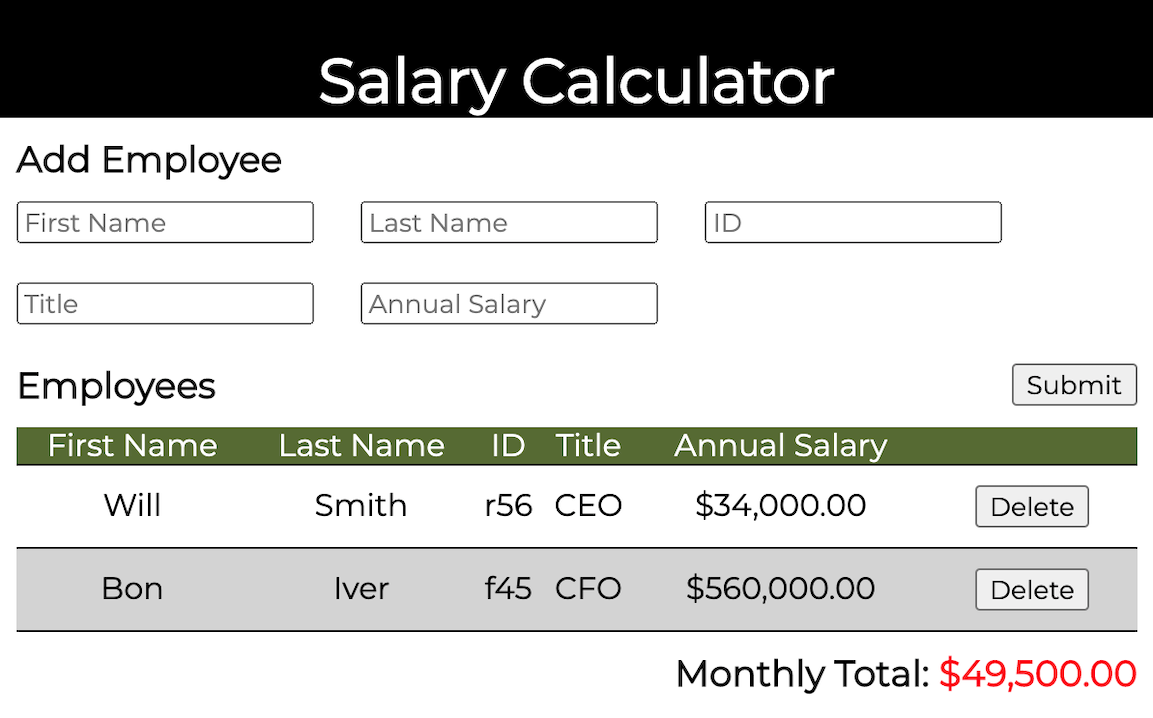 Salary Calculator
Add Employee
First Name Last Name ID
Title Annual Salary
Employees Submit
First Name Last Name ID Title Annual Salary
Will Smith r56 CEO $34,000.00 Delete
Bon Iver f45 CFO $560,000.00 Delete
Monthly Total: $49,500.00